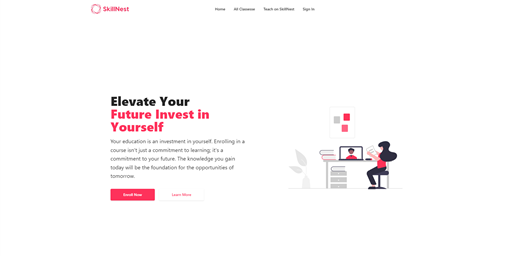 SkillNest
Home All Classesse Teach on SkillNest Sign In
Elevate Your
Future Invest in
Yourself
Your education is an investment in yourself. Enrolling in
a course isn't just a commitment to learning; it's a
commitment to your future. The knowledge you gain
today will be the foundation for the opportunities of
tomorrow.
Enroll Now Learn More